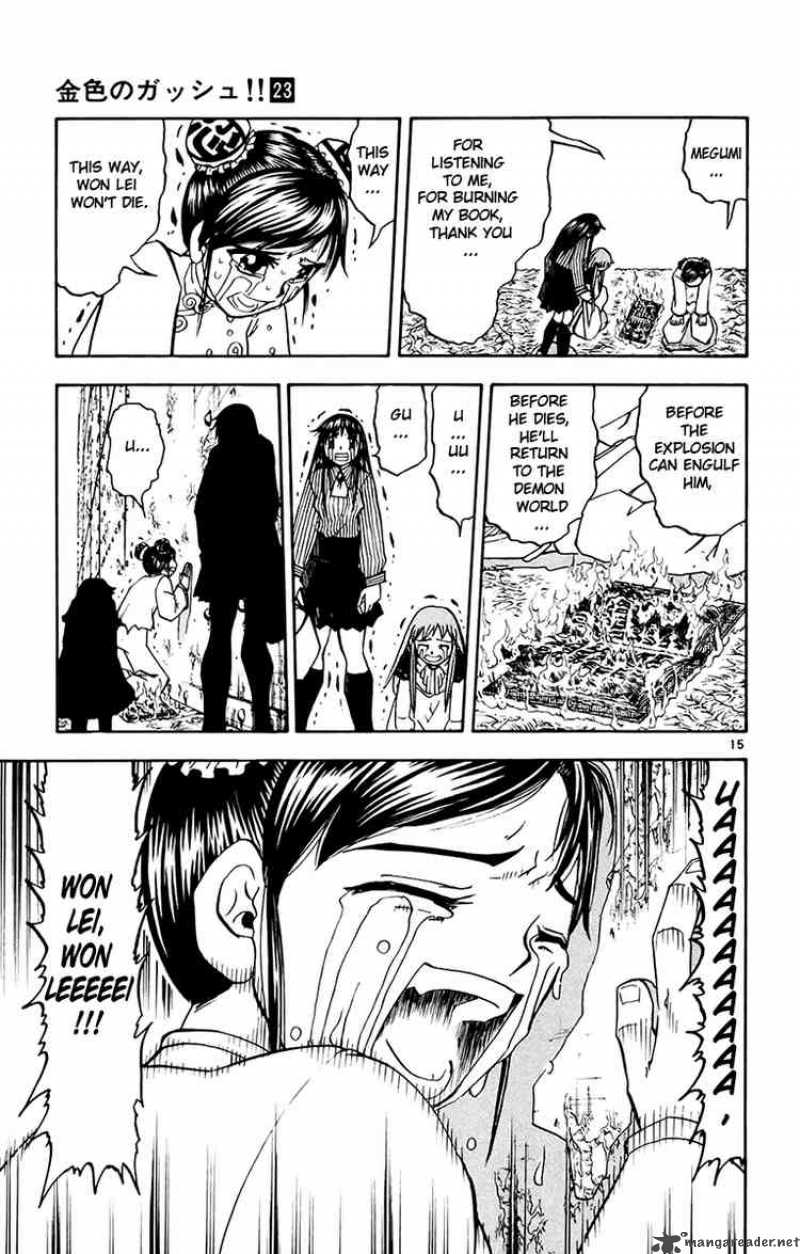 金色のガッシュ!! 23
MEGUMI
...
FOR
LISTENING
TO ME,
FOR BURNING
MY BOOK,
THANK YOU
...
THIS
WAY
...
THIS WAY,
WON LEI
WON'T DIE.
BEFORE
THE
EXPLOSION
CAN ENGULF
HIM,
BEFORE
HE DIES,
HE'LL
RETURN
TO THE
DEMON
WORLD
...
U
...
UU
...
GU
...
U...
15
WON
LEI,
WON
LEEEEEI
!!!
mangareader.net